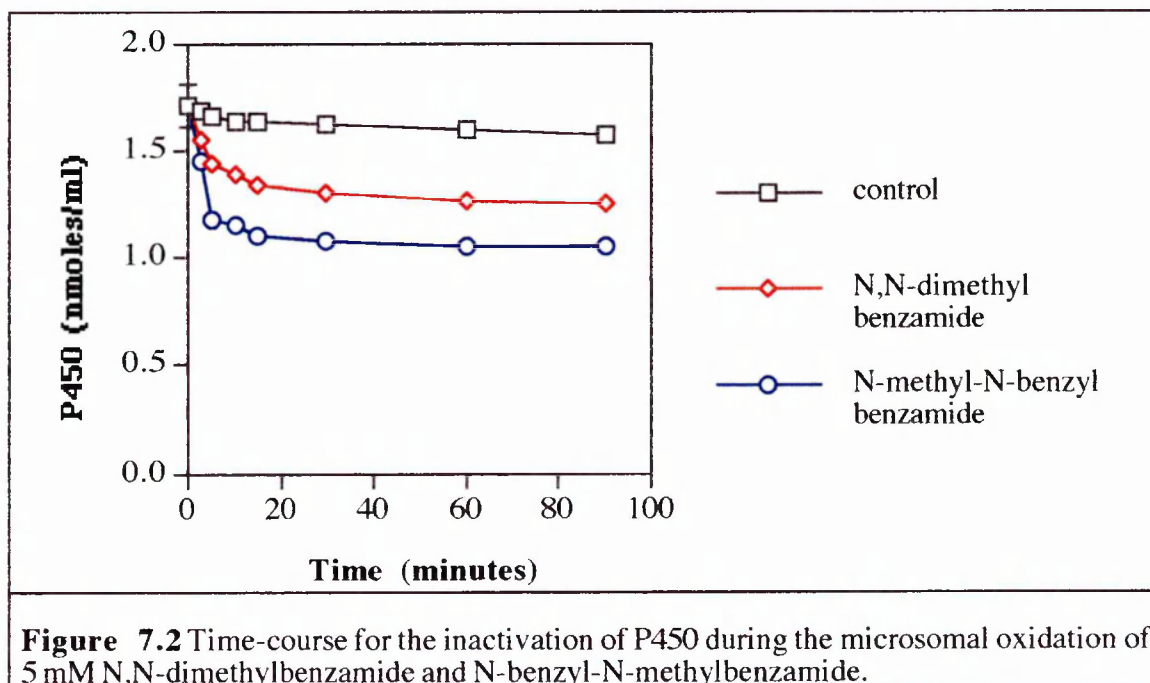 2.0
1.5
1.0
0.5
0.0
P450 (nmoles/ml)
0 20 40 60 80 100
Time (minutes)
control
N,N-dimethyl
benzamide
N-methyl-N-benzyl
benzamide
Figure 7.2 Time-course for the inactivation of P450 during the microsomal oxidation of
5 mM N,N-dimethylbenzamide and N-benzyl-N-methylbenzamide.